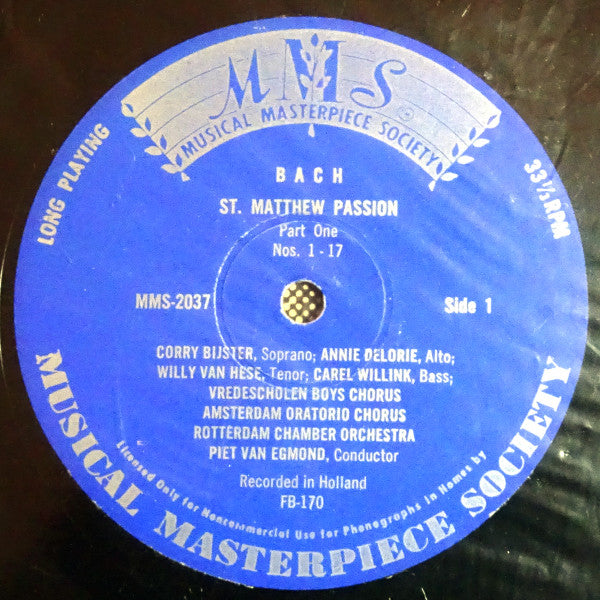 MMS®
MUSICAL MASTERPIECE SOCIETY
LONG PLAYING
33 1/3 RPM
BACH
ST. MATTHEW PASSION
Part One
Nos. 1 - 17
MMS-2037
Side 1
CORRY BIJSTER, Soprano; ANNIE DELORIE, Alto;
WILLY VAN HESE, Tenor; CAREL WILLINK, Bass;
VREDESCHOLEN BOYS CHORUS
AMSTERDAM ORATORIO CHORUS
ROTTERDAM CHAMBER ORCHESTRA
PIET VAN EGMOND, Conductor
Recorded in Holland
FB-170
Licensed Only for Noncommercial Use for Phonographs in Homes by
MUSICAL MASTERPIECE SOCIETY